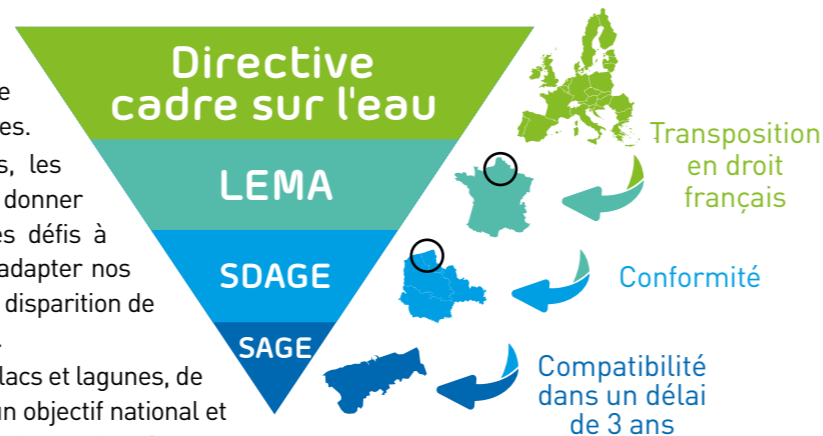 Directive
cadre sur l'eau
LEMA
SDAGE
SAGE
Transposition
en droit
français
Conformité
Compatibilité
dans un délai
de 3 ans
e
es.
s, les
donner
es défis à
adapter nos
disparition de
lacs et lagunes, de
un objectif national et